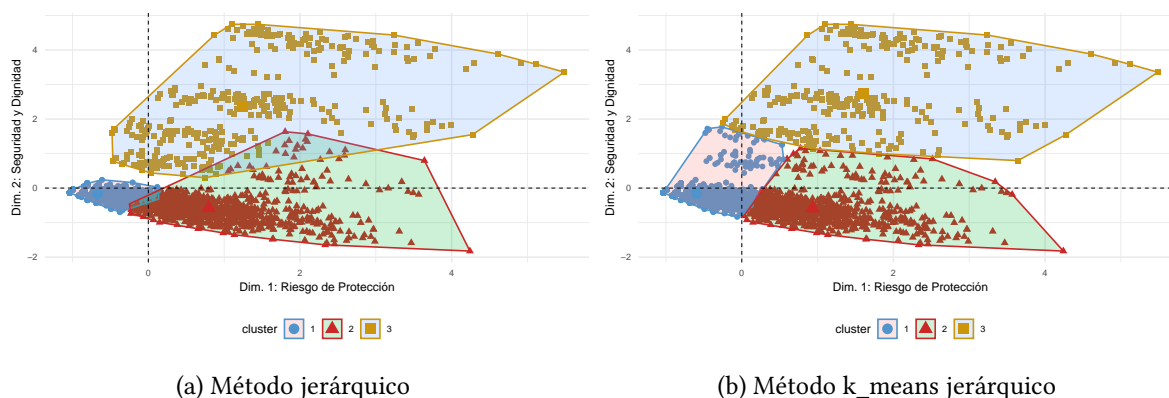 4
2
0
−2
Dim. 2: Seguridad y Dignidad
0
2
4
Dim. 1: Riesgo de Protección
cluster 1 2 3
(a) Método jerárquico
4
2
0
−2
Dim. 2: Seguridad y Dignidad
0
2
4
Dim. 1: Riesgo de Protección
cluster 1 2 3
(b) Método k_means jerárquico